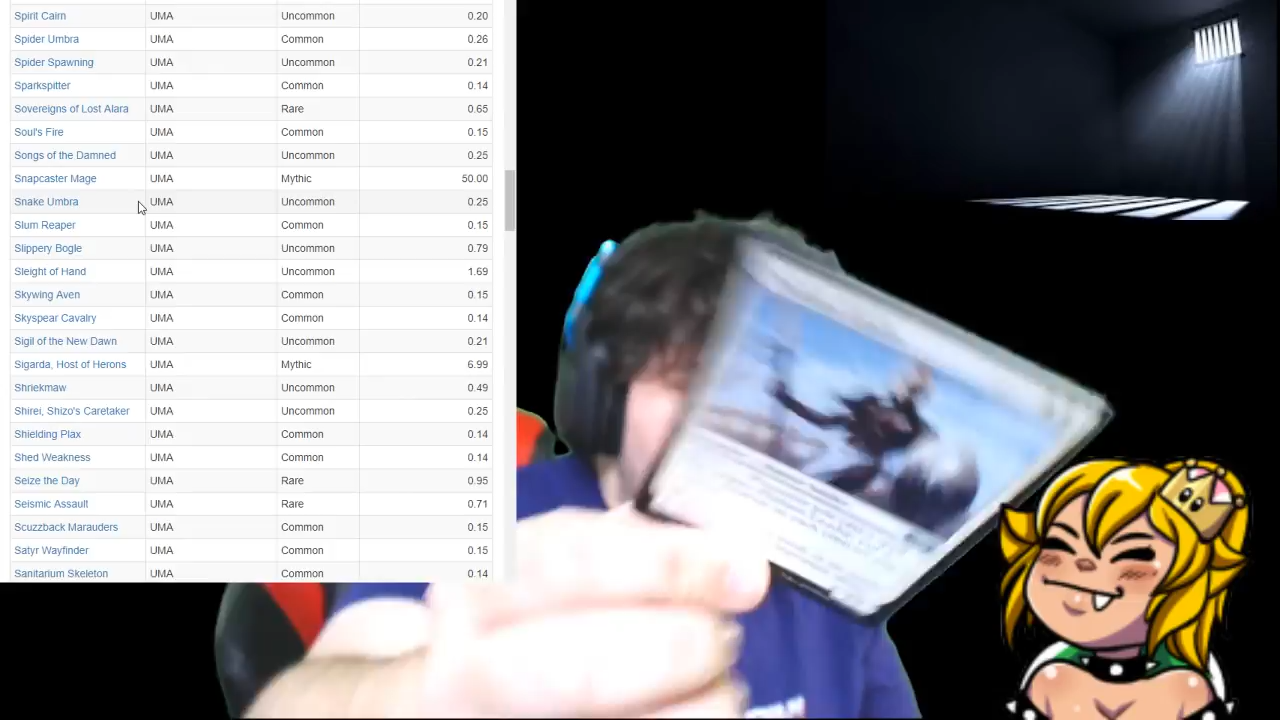 Spirit Cairn UMA Uncommon 0.20
Spider Umbra UMA Common 0.26
Spider Spawning UMA Uncommon 0.21
Sparkspitter UMA Common 0.14
Sovereigns of Lost Alara UMA Rare 0.65
Soul's Fire UMA Common 0.15
Songs of the Damned UMA Uncommon 0.25
Snapcaster Mage UMA Mythic 50.00
Snake Umbra UMA Uncommon 0.25
Slum Reaper UMA Common 0.15
Slippery Bogle UMA Uncommon 0.79
Sleight of Hand UMA Uncommon 1.69
Skywing Aven UMA Common 0.15
Skyspear Cavalry UMA Common 0.14
Sigil of the New Dawn UMA Uncommon 0.21
Sigarda, Host of Herons UMA Mythic 6.99
Shriekmaw UMA Uncommon 0.49
Shirei, Shizo's Caretaker UMA Uncommon 0.25
Shielding Plax UMA Common 0.14
Shed Weakness UMA Common 0.14
Seize the Day UMA Rare 0.95
Seismic Assault UMA Rare 0.71
Scuzzback Marauders UMA Common 0.15
Satyr Wayfinder UMA Common 0.15
Sanitarium Skeleton UMA Common 0.14